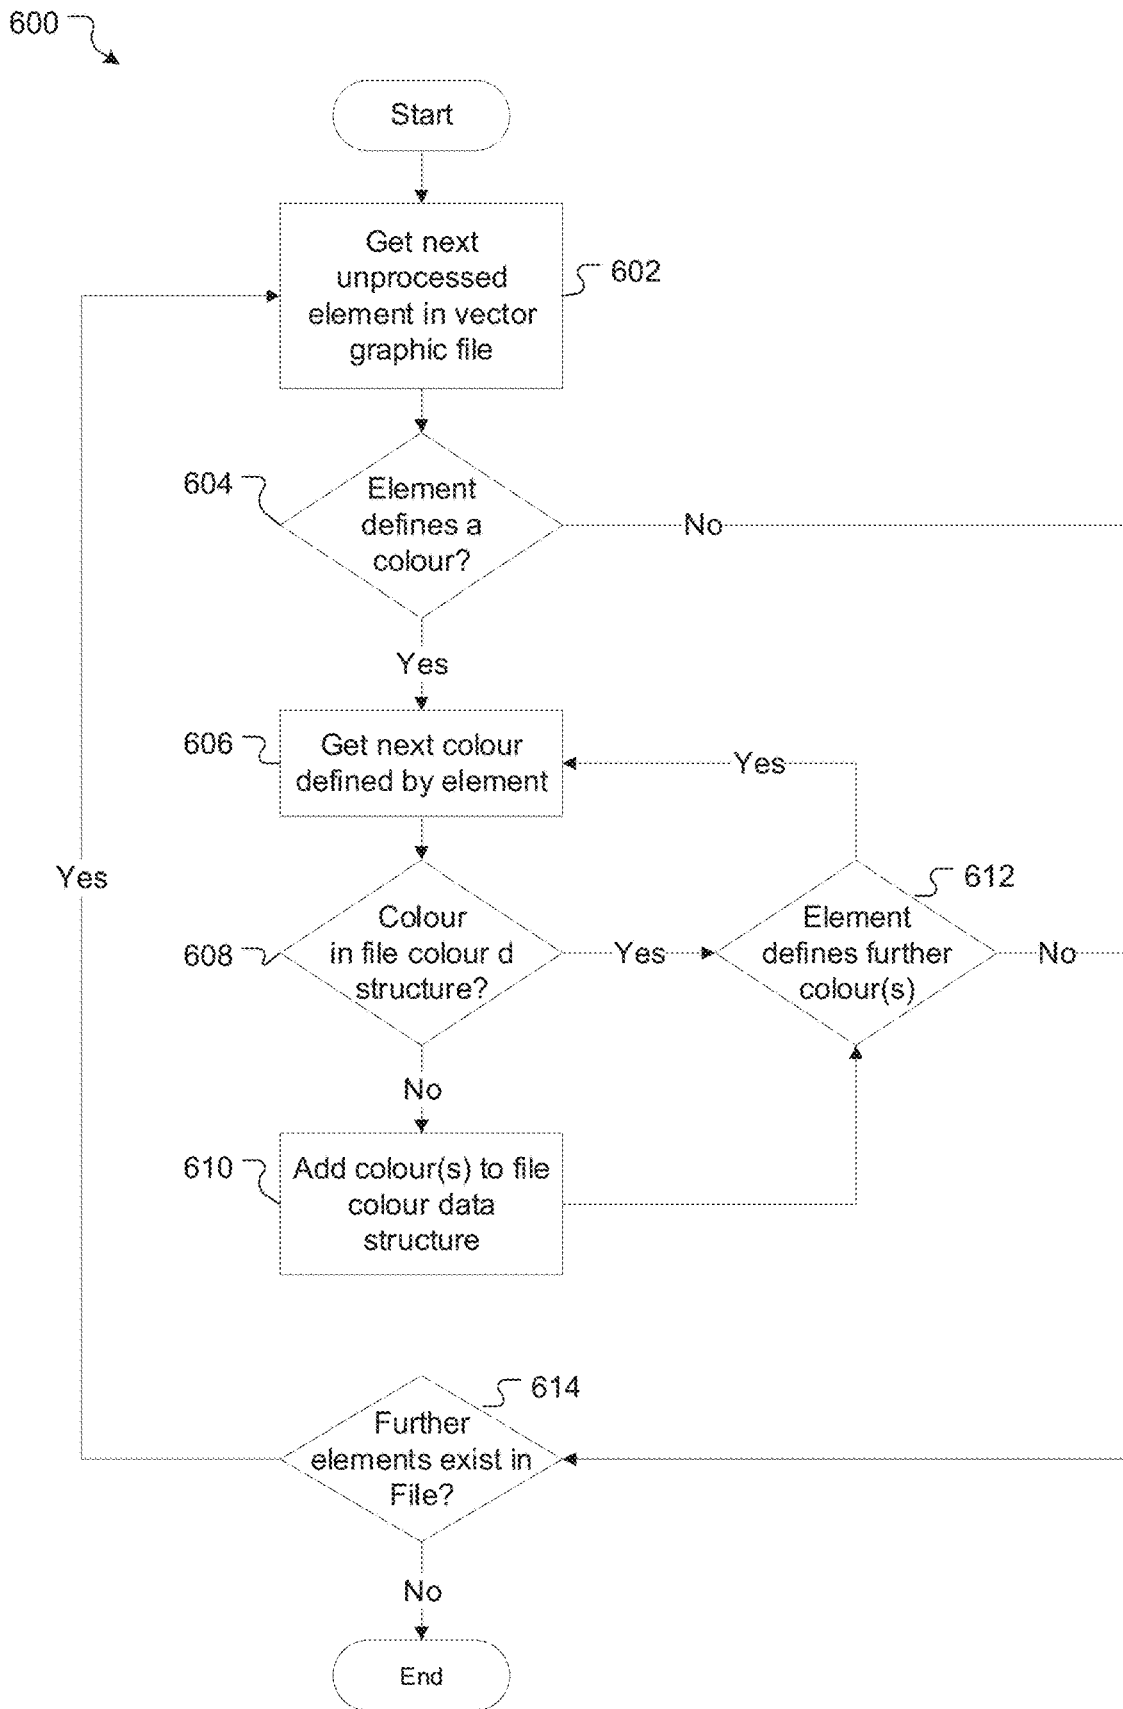 600
Start
Get next
unprocessed
element in vector
graphic file
602
604
Element
defines a
colour?
No
Yes
606
Get next colour
defined by element
Yes
Yes
608
Colour
in file colour d
structure?
Yes
612
Element
defines further
colour(s)
No
No
610
Add colour(s) to file
colour data
structure
614
Further
elements exist in
File?
No
End